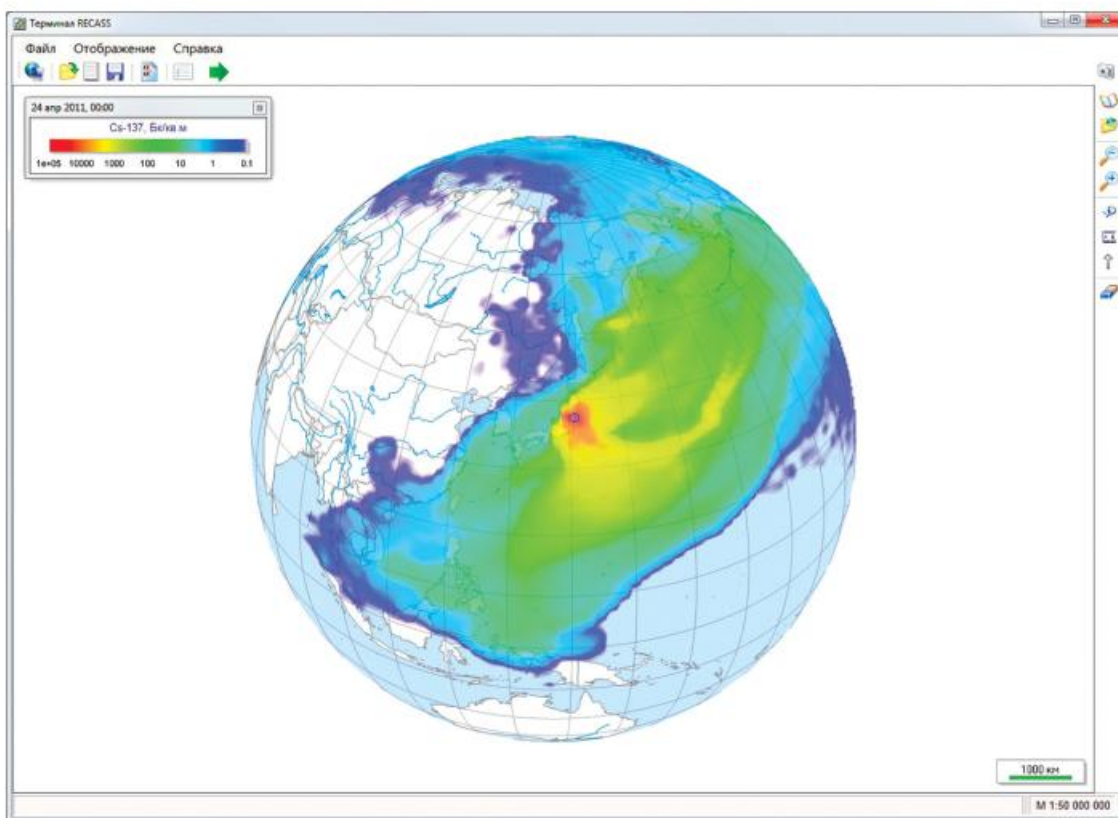 Терминал RECASS
Файл Отображение Справка
24 апр 2011, 00:00
Cs-137, Бк/кв.м
1e+05 10000 1000 100 10 1 0.1
1000 км
М 1:50 000 000